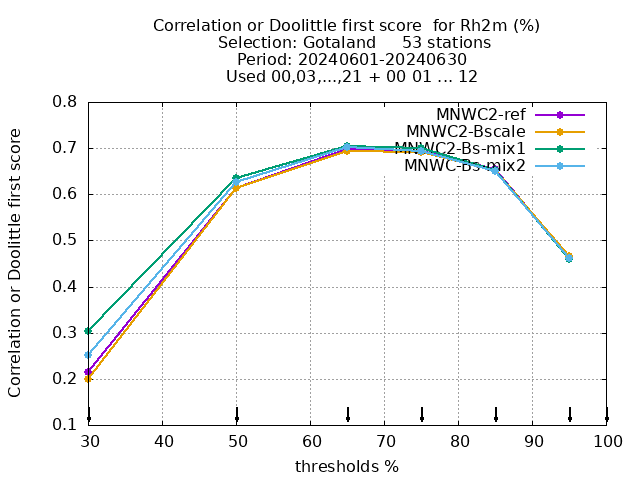 Correlation or Doolittle first score  for Rh2m (%)
Selection: Gotaland     53 stations
Period: 20240601-20240630
Used 00,03,...,21 + 00 01 ... 12
MNWC2-ref
MNWC2-Bscale
MNWC2-Bs-mix1
MNWC-Bs-mix2
Correlation or Doolittle first score
0.8
0.7
0.6
0.5
0.4
0.3
0.2
0.1
30 40 50 60 70 80 90 100
thresholds %